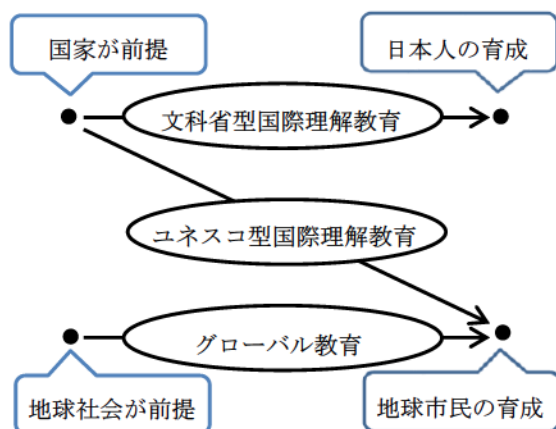 国家が前提
日本人の育成
文科省型国際理解教育
ユネスコ型国際理解教育
グローバル教育
地球社会が前提
地球市民の育成